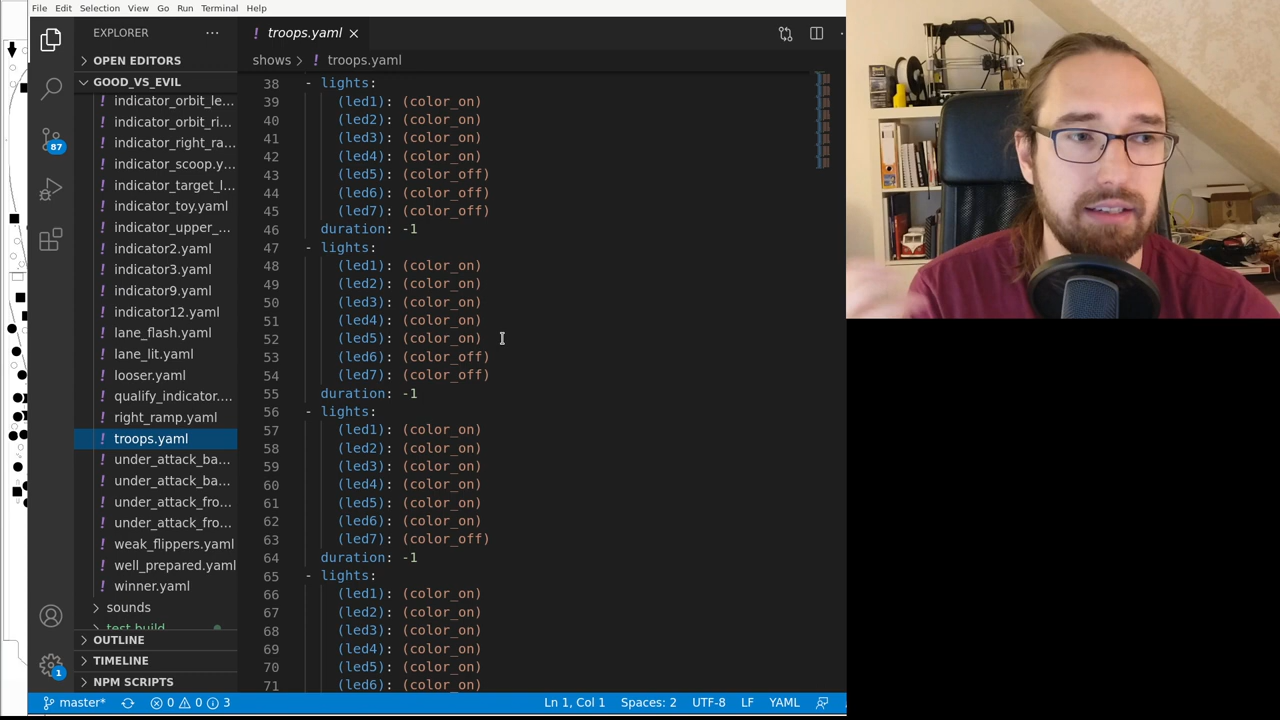 File Edit Selection View Go Run Terminal Help
EXPLORER
OPEN EDITORS
GOOD_VS_EVIL
indicator_orbit_le...
indicator_orbit_ri...
indicator_right_ra...
indicator_scoop.y...
indicator_target_l...
indicator_toy.yaml
indicator_upper_...
indicator2.yaml
indicator3.yaml
indicator9.yaml
indicator12.yaml
lane_flash.yaml
lane_lit.yaml
looser.yaml
qualify_indicator....
right_ramp.yaml
troops.yaml
under_attack_ba...
under_attack_ba...
under_attack_fro...
under_attack_fro...
weak_flippers.yaml
well_prepared.yaml
winner.yaml
sounds
test_build
OUTLINE
TIMELINE
NPM SCRIPTS
87
1
! troops.yaml
shows > ! troops.yaml
38 - lights:
39 (led1): (color_on)
40 (led2): (color_on)
41 (led3): (color_on)
42 (led4): (color_on)
43 (led5): (color_off)
44 (led6): (color_off)
45 (led7): (color_off)
46 duration: -1
47 - lights:
48 (led1): (color_on)
49 (led2): (color_on)
50 (led3): (color_on)
51 (led4): (color_on)
52 (led5): (color_on)
53 (led6): (color_off)
54 (led7): (color_off)
55 duration: -1
56 - lights:
57 (led1): (color_on)
58 (led2): (color_on)
59 (led3): (color_on)
60 (led4): (color_on)
61 (led5): (color_on)
62 (led6): (color_on)
63 (led7): (color_off)
64 duration: -1
65 - lights:
66 (led1): (color_on)
67 (led2): (color_on)
68 (led3): (color_on)
69 (led4): (color_on)
70 (led5): (color_on)
71 (led6): (color_on)
master* 0 0 3 Ln 1, Col 1 Spaces: 2 UTF-8 LF YAML